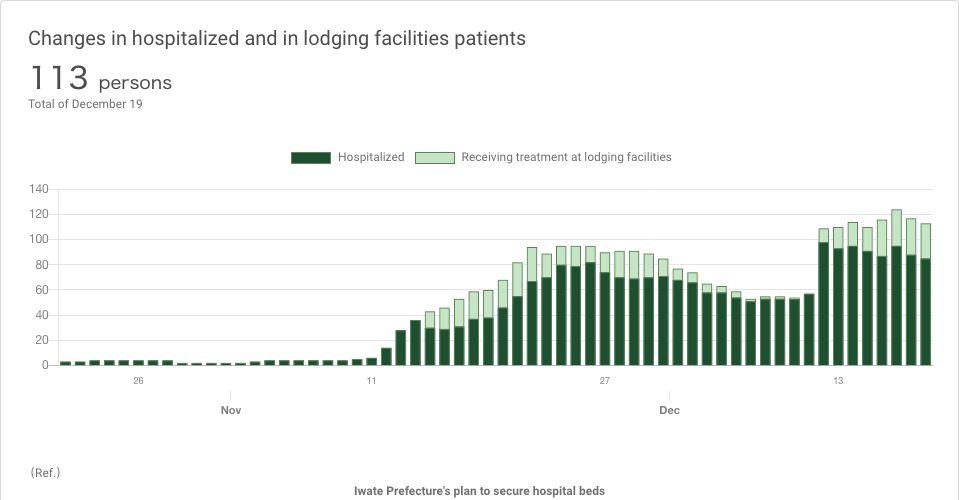 Changes in hospitalized and in lodging facilities patients
113 persons
Total of December 19
Hospitalized Receiving treatment at lodging facilities
140
120
100
80
60
40
20
0
26 11 27 13
Nov Dec
(Ref.)
Iwate Prefecture's plan to secure hospital beds